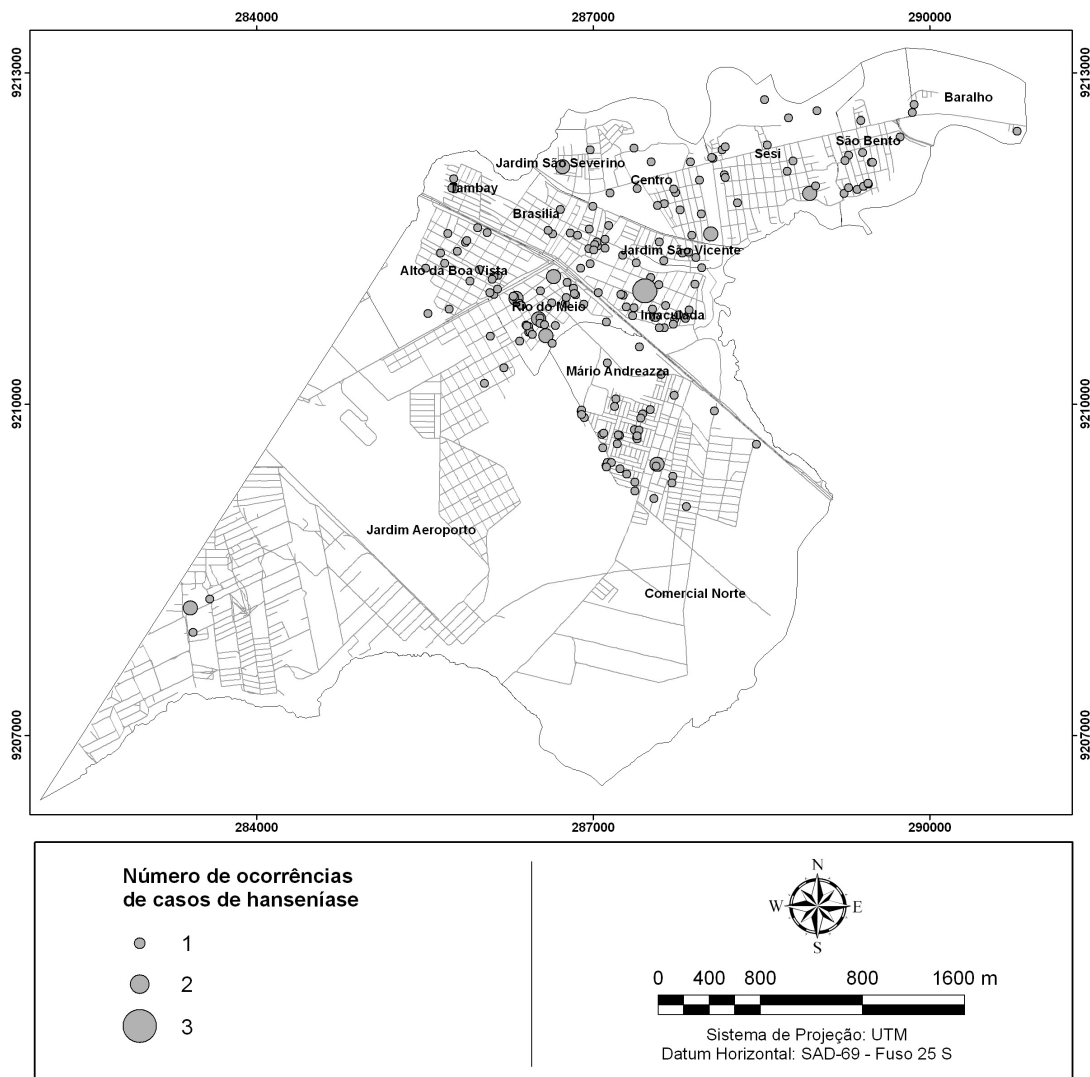 284000 287000 290000
9213000 9213000
Baralho
São Bento
Sesi
Jardim São Severino
Centro
Tambay
Brasília
Jardim São Vicente
Alto da Boa Vista
Rio do Meio
Imaculada
Mário Andreazza
9210000 9210000
Jardim Aeroporto
Comercial Norte
9207000 9207000
284000 287000 290000
Número de ocorrências
de casos de hanseníase
1
2
3
N
W E
S
0 400 800 800 1600 m
Sistema de Projeção: UTM
Datum Horizontal: SAD-69 - Fuso 25 S